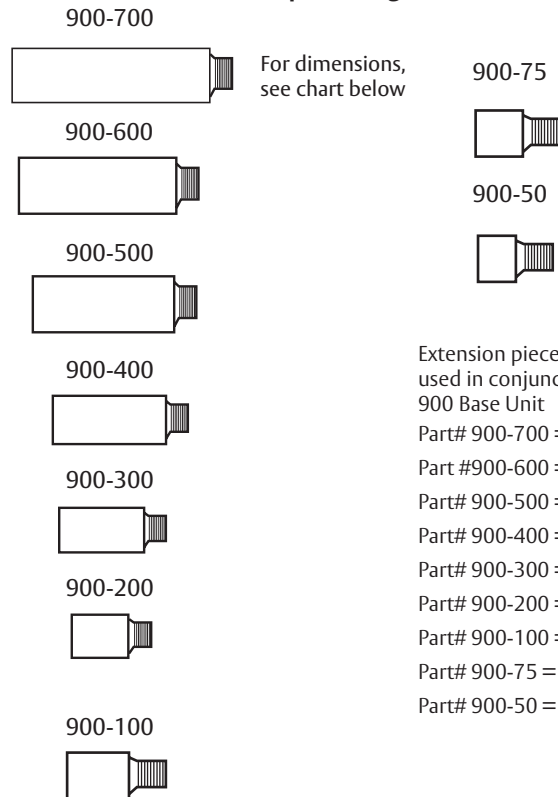 900-700
For dimensions,
see chart below
900-600
900-500
900-400
900-300
900-200
900-100
900-75
900-50
Extension piece
used in conjunc
900 Base Unit
Part# 900-700 =
Part #900-600 =
Part# 900-500 =
Part# 900-400 =
Part# 900-300 =
Part# 900-200 =
Part# 900-100 =
Part# 900-75 =
Part# 900-50 =